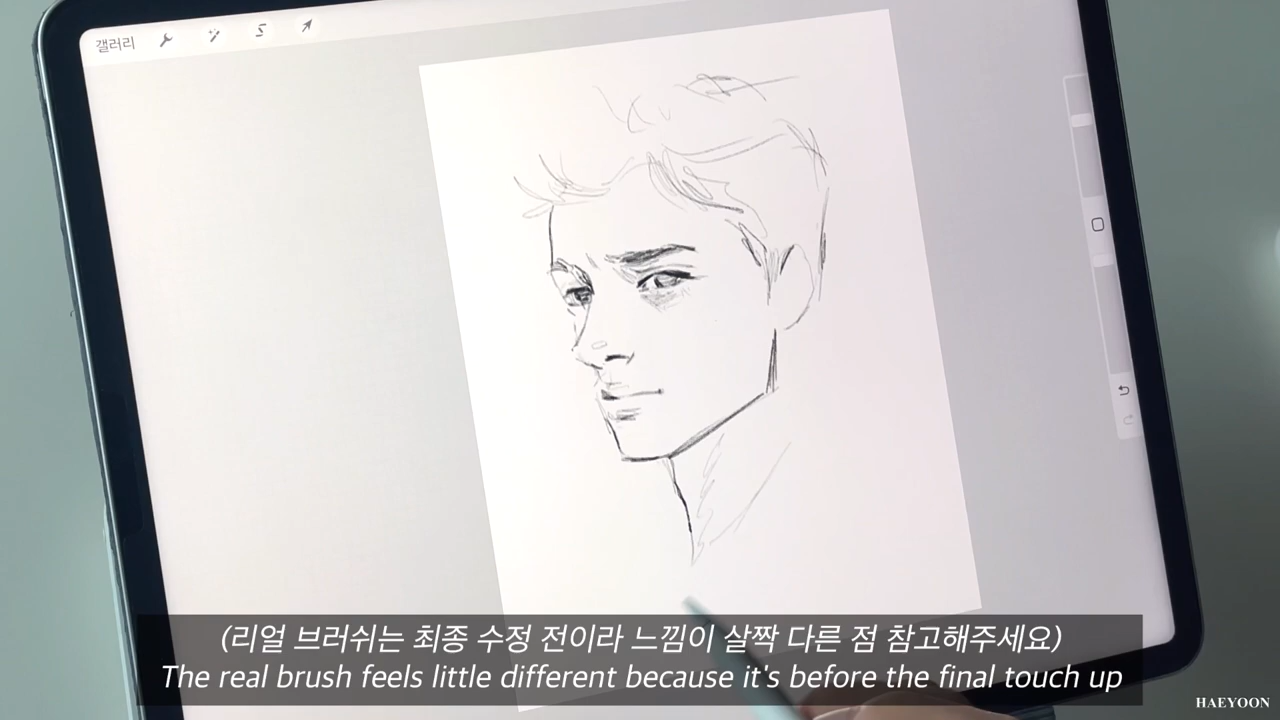 갤러리
(리얼 브러쉬는 최종 수정 전이라 느낌이 살짝 다른 점 참고해주세요)
The real brush feels little different because it's before the final touch up
HAEYOON